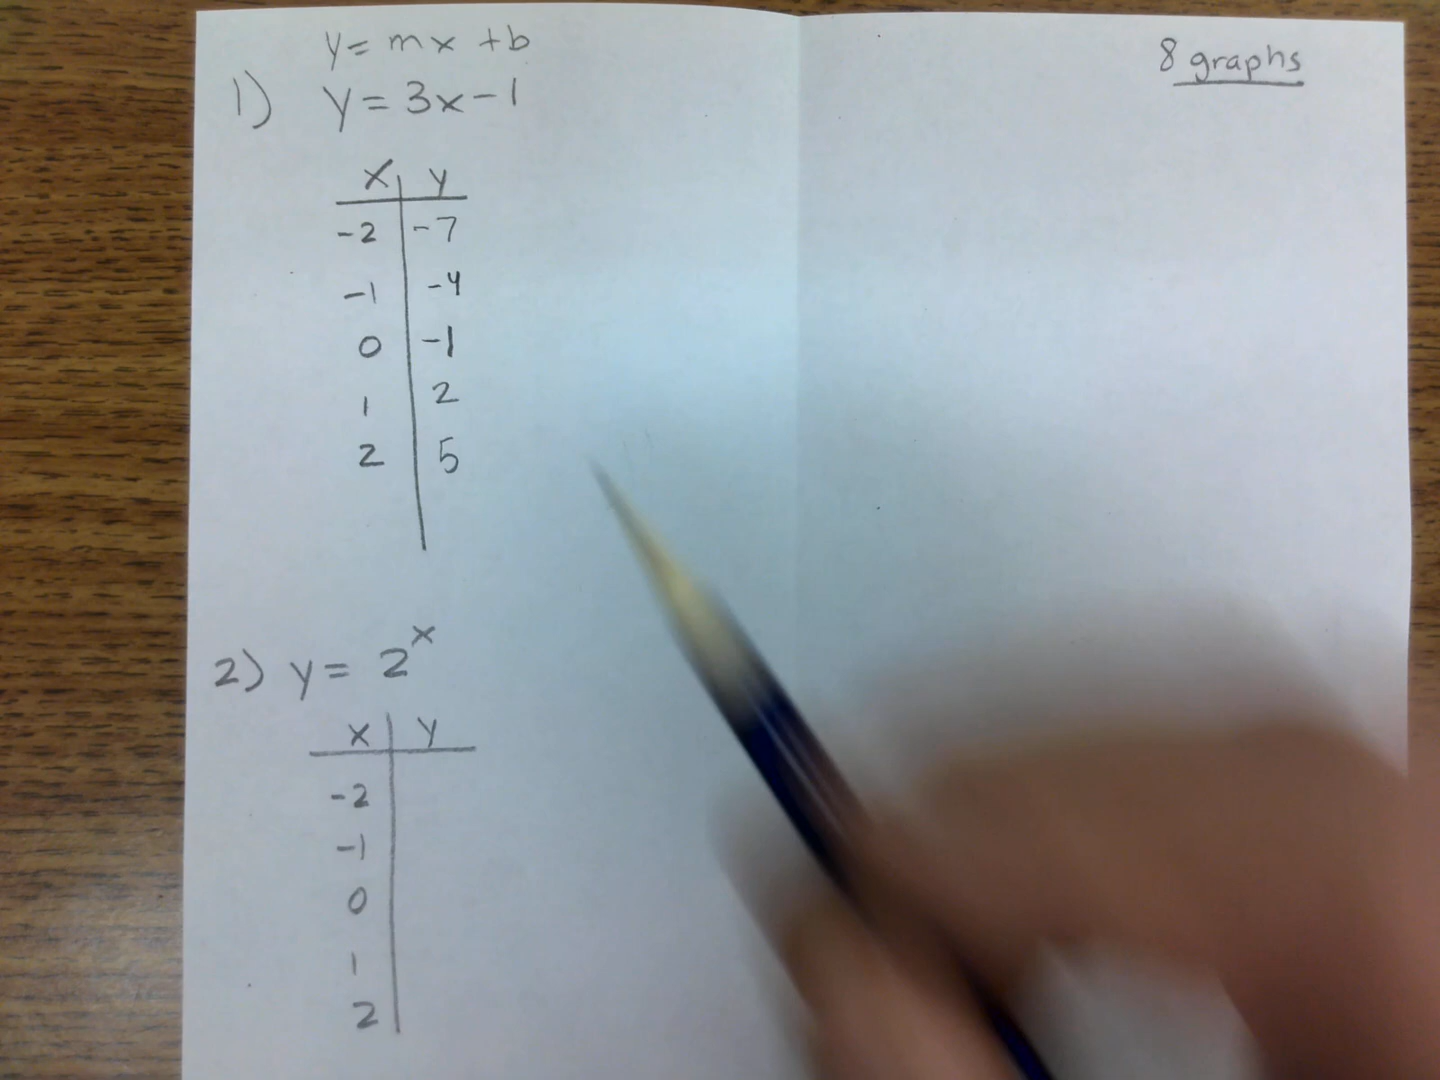 y = mx + b
1) y = 3x - 1
x y
-2 -7
-1 -4
0 -1
1 2
2 5
2) y = 2^x
x y
-2
-1
0
1
2
8 graphs